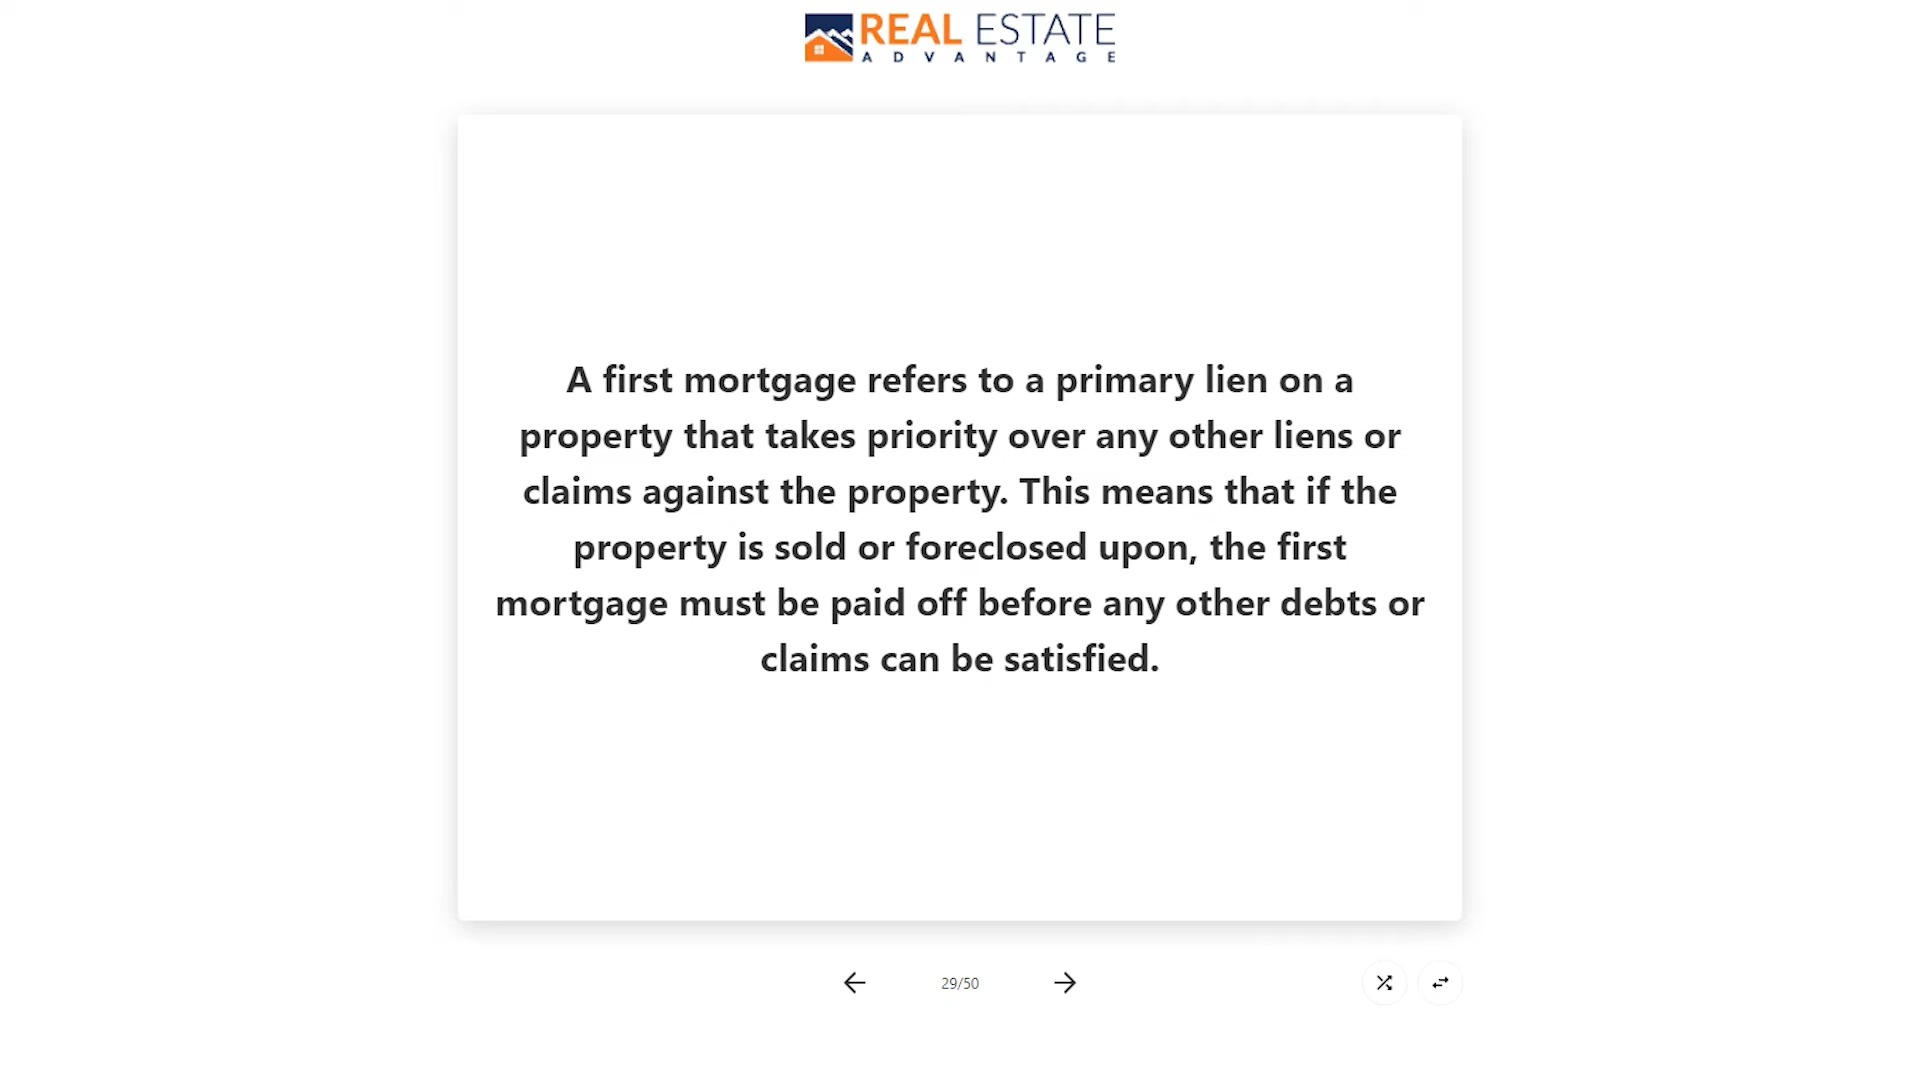 REAL ESTATE
ADVANTAGE
A first mortgage refers to a primary lien on a
property that takes priority over any other liens or
claims against the property. This means that if the
property is sold or foreclosed upon, the first
mortgage must be paid off before any other debts or
claims can be satisfied.
29/50